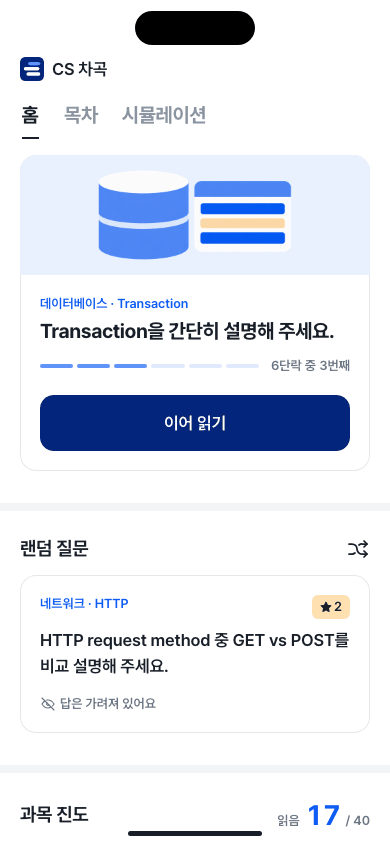 CS 차곡
홈 목차 시뮬레이션
데이터베이스 · Transaction
Transaction을 간단히 설명해 주세요.
6단락 중 3번째
이어 읽기
랜덤 질문
네트워크 · HTTP
★ 2
HTTP request method 중 GET vs POST를
비교 설명해 주세요.
답은 가려져 있어요
과목 진도
읽음 17 / 40